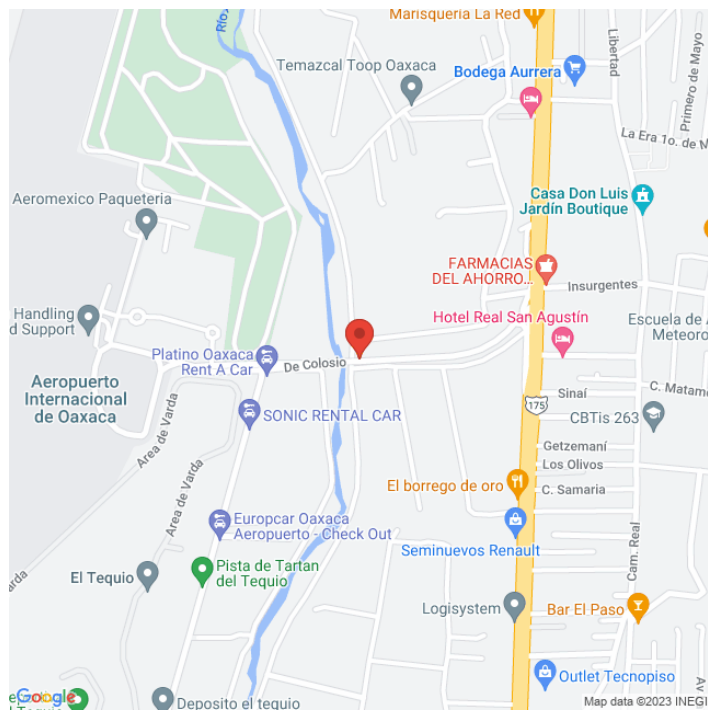 Marisquería La Red
Temazcal Toop Oaxaca
Bodega Aurrera
Libertad
Primero de Mayo
La Era 1o. de M
Aeromexico Paqueteria
Casa Don Luis
Jardín Boutique
FARMACIAS
DEL AHORRO...
Insurgentes
Handling
d Support
Hotel Real San Agustín
Escuela de A
Meteoro
Platino Oaxaca
Rent A Car
De Colosio
Aeropuerto
Internacional
de Oaxaca
Sinaí
C. Matamo
175
SONIC RENTAL CAR
CBTis 263
Area de Varda
Getzemaní
Los Olivos
El borrego de oro
C. Samaria
Area de Varda
Europcar Oaxaca
Aeropuerto - Check Out
Seminuevos Renault
Cam. Real
El Tequio
Pista de Tartan
del Tequio
arda
Logisystem
Bar El Paso
Outlet Tecnopiso
Av
Google
Deposito el tequio
l Tequio
Map data ©2023 INEGI